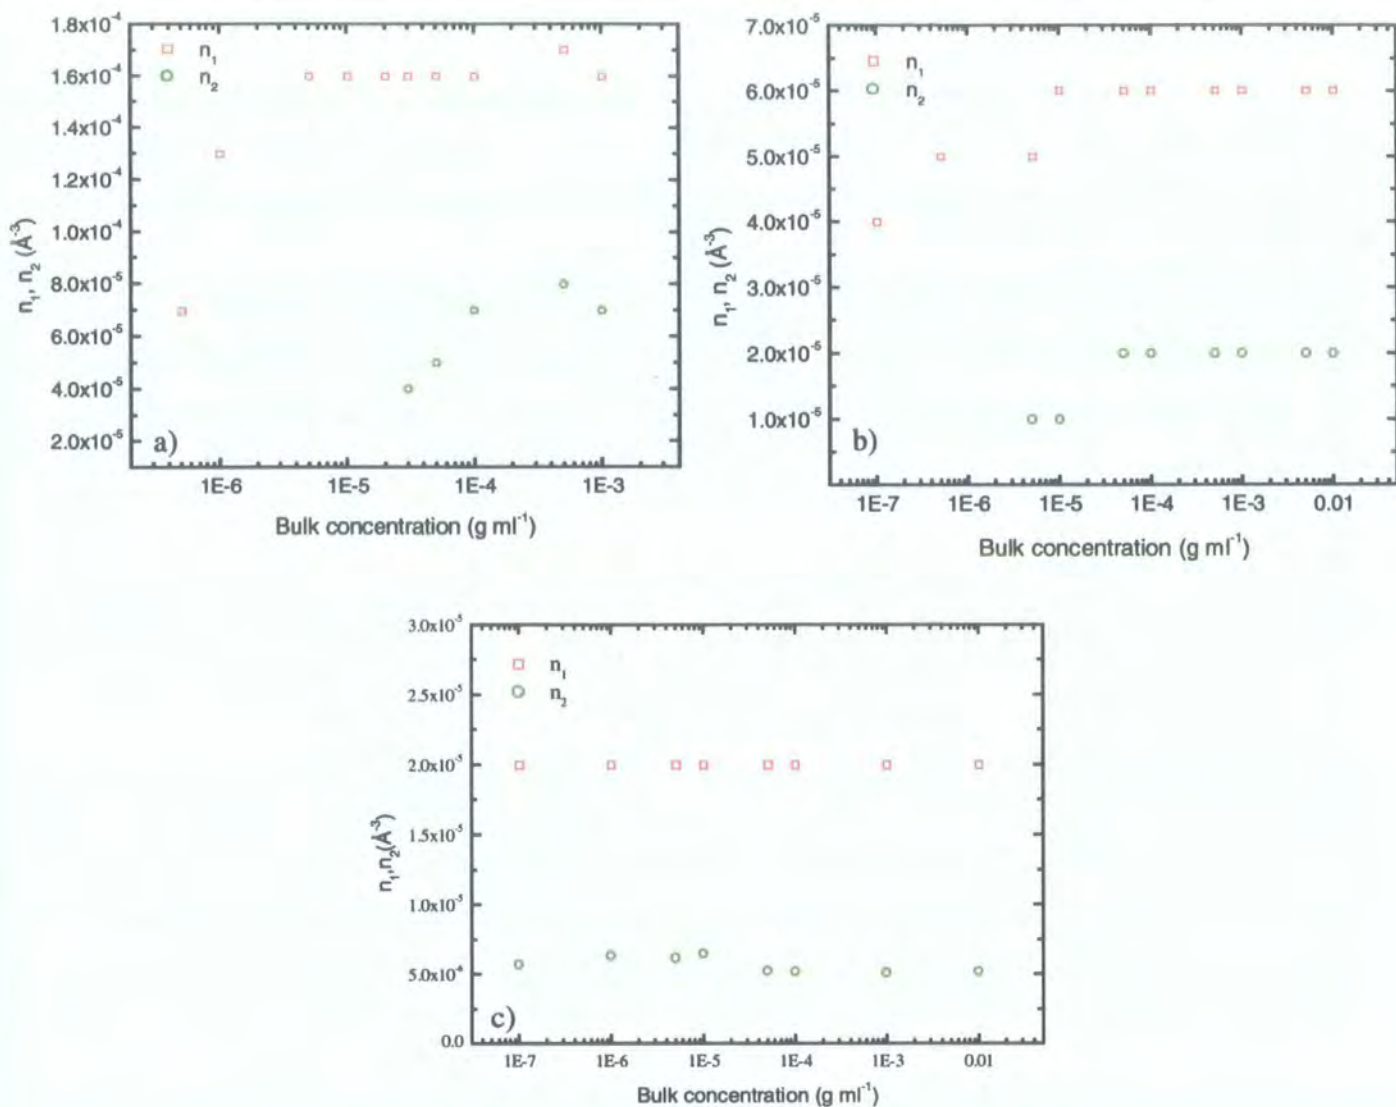 n₁
n₂
1.8x10⁻⁴
1.6x10⁻⁴
1.4x10⁻⁴
1.2x10⁻⁴
1.0x10⁻⁴
8.0x10⁻⁵
6.0x10⁻⁵
4.0x10⁻⁵
2.0x10⁻⁵
n₁, n₂ (Å⁻³)
a)
1E-6 1E-5 1E-4 1E-3
Bulk concentration (g ml⁻¹)
n₁
n₂
7.0x10⁻⁵
6.0x10⁻⁵
5.0x10⁻⁵
4.0x10⁻⁵
3.0x10⁻⁵
2.0x10⁻⁵
1.0x10⁻⁵
n₁, n₂ (Å⁻³)
b)
1E-7 1E-6 1E-5 1E-4 1E-3 0.01
Bulk concentration (g ml⁻¹)
n₁
n₂
3.0x10⁻⁵
2.5x10⁻⁵
2.0x10⁻⁵
1.5x10⁻⁵
1.0x10⁻⁵
5.0x10⁻⁶
0.0
n₁,n₂(Å⁻³)
c)
1E-7 1E-6 1E-5 1E-4 1E-3 0.01
Bulk concentration (g ml⁻¹)